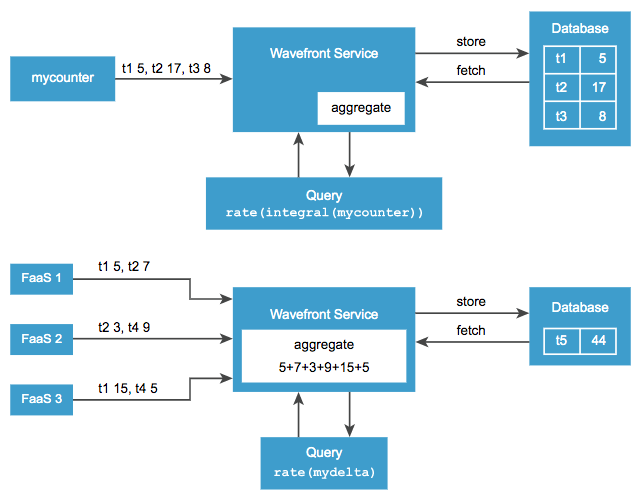 mycounter
t1 5, t2 17, t3 8
Wavefront Service
aggregate
store
fetch
Database
t1 5
t2 17
t3 8
Query
rate(integral(mycounter))
FaaS 1
t1 5, t2 7
FaaS 2
t2 3, t4 9
FaaS 3
t1 15, t4 5
Wavefront Service
aggregate
5+7+3+9+15+5
store
fetch
Database
t5 44
Query
rate(mydelta)